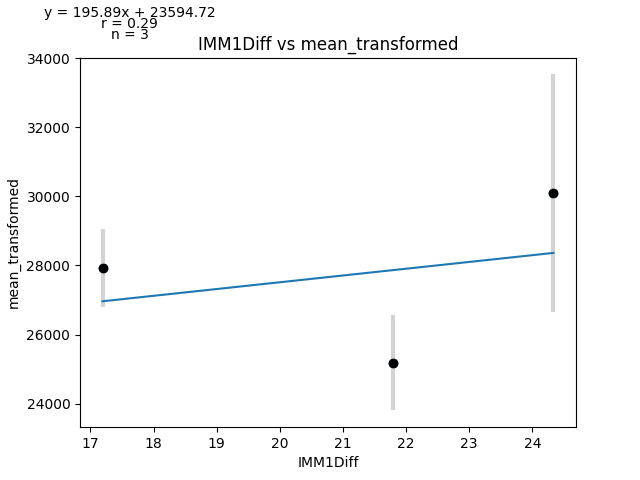 y = 195.89x + 23594.72
r = 0.29
n = 3
IMM1Diff vs mean_transformed
34000
32000
30000
28000
26000
24000
mean_transformed
17 18 19 20 21 22 23 24
IMM1Diff